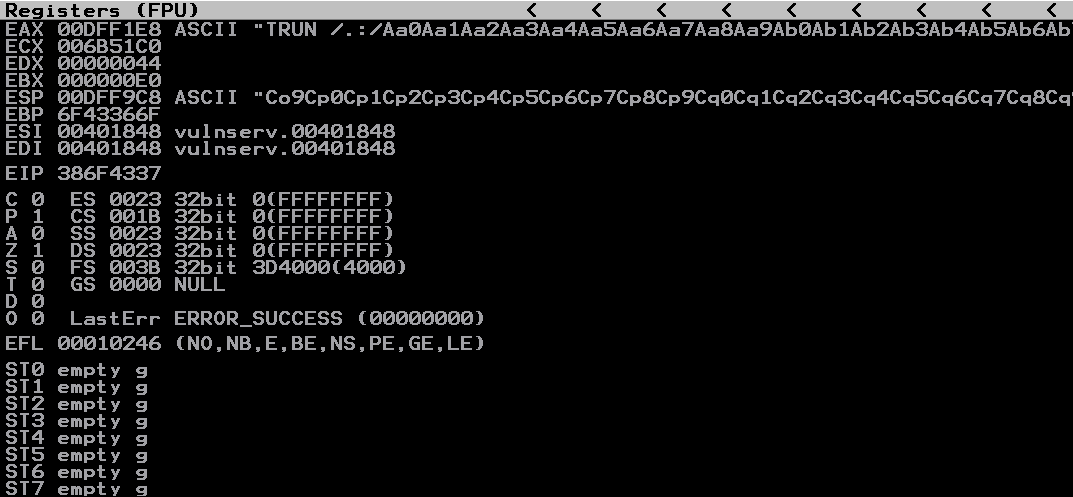 Registers (FPU) < < < < < < < < <
EAX 00DFF1E8 ASCII "TRUN /.:/Aa0Aa1Aa2Aa3Aa4Aa5Aa6Aa7Aa8Aa9Ab0Ab1Ab2Ab3Ab4Ab5Ab6Ab7
ECX 006B51C0
EDX 00000044
EBX 000000E0
ESP 00DFF9C8 ASCII "Co9Cp0Cp1Cp2Cp3Cp4Cp5Cp6Cp7Cp8Cp9Cq0Cq1Cq2Cq3Cq4Cq5Cq6Cq7Cq8Cq9
EBP 6F43366F
ESI 00401848 vulnserv.00401848
EDI 00401848 vulnserv.00401848
EIP 386F4337
C 0 ES 0023 32bit 0(FFFFFFFF)
P 1 CS 001B 32bit 0(FFFFFFFF)
A 0 SS 0023 32bit 0(FFFFFFFF)
Z 1 DS 0023 32bit 0(FFFFFFFF)
S 0 FS 003B 32bit 3D4000(4000)
T 0 GS 0000 NULL
D 0
O 0 LastErr ERROR_SUCCESS (00000000)
EFL 00010246 (NO,NB,E,BE,NS,PE,GE,LE)
ST0 empty g
ST1 empty g
ST2 empty g
ST3 empty g
ST4 empty g
ST5 empty g
ST6 empty g
ST7 empty g